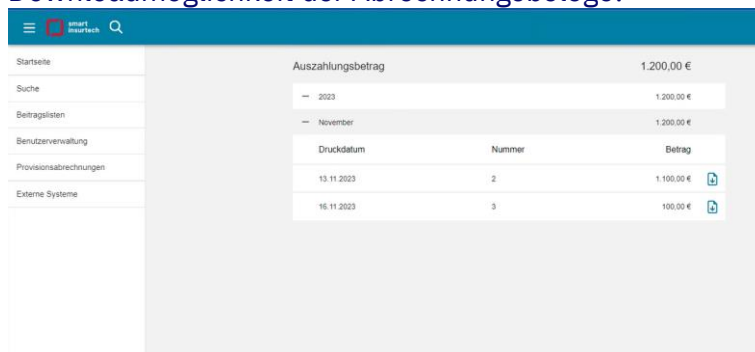 Downloadmöglichkeit der Abrechnungsbelege.
smart
insurtech
Startseite
Suche
Beitragslisten
Benutzerverwaltung
Provisionsabrechnungen
Externe Systeme
Auszahlungsbetrag 1.200,00 €
2023 1.200,00 €
November 1.200,00 €
Druckdatum Nummer Betrag
13.11.2023 2 1.100,00 €
16.11.2023 3 100,00 €